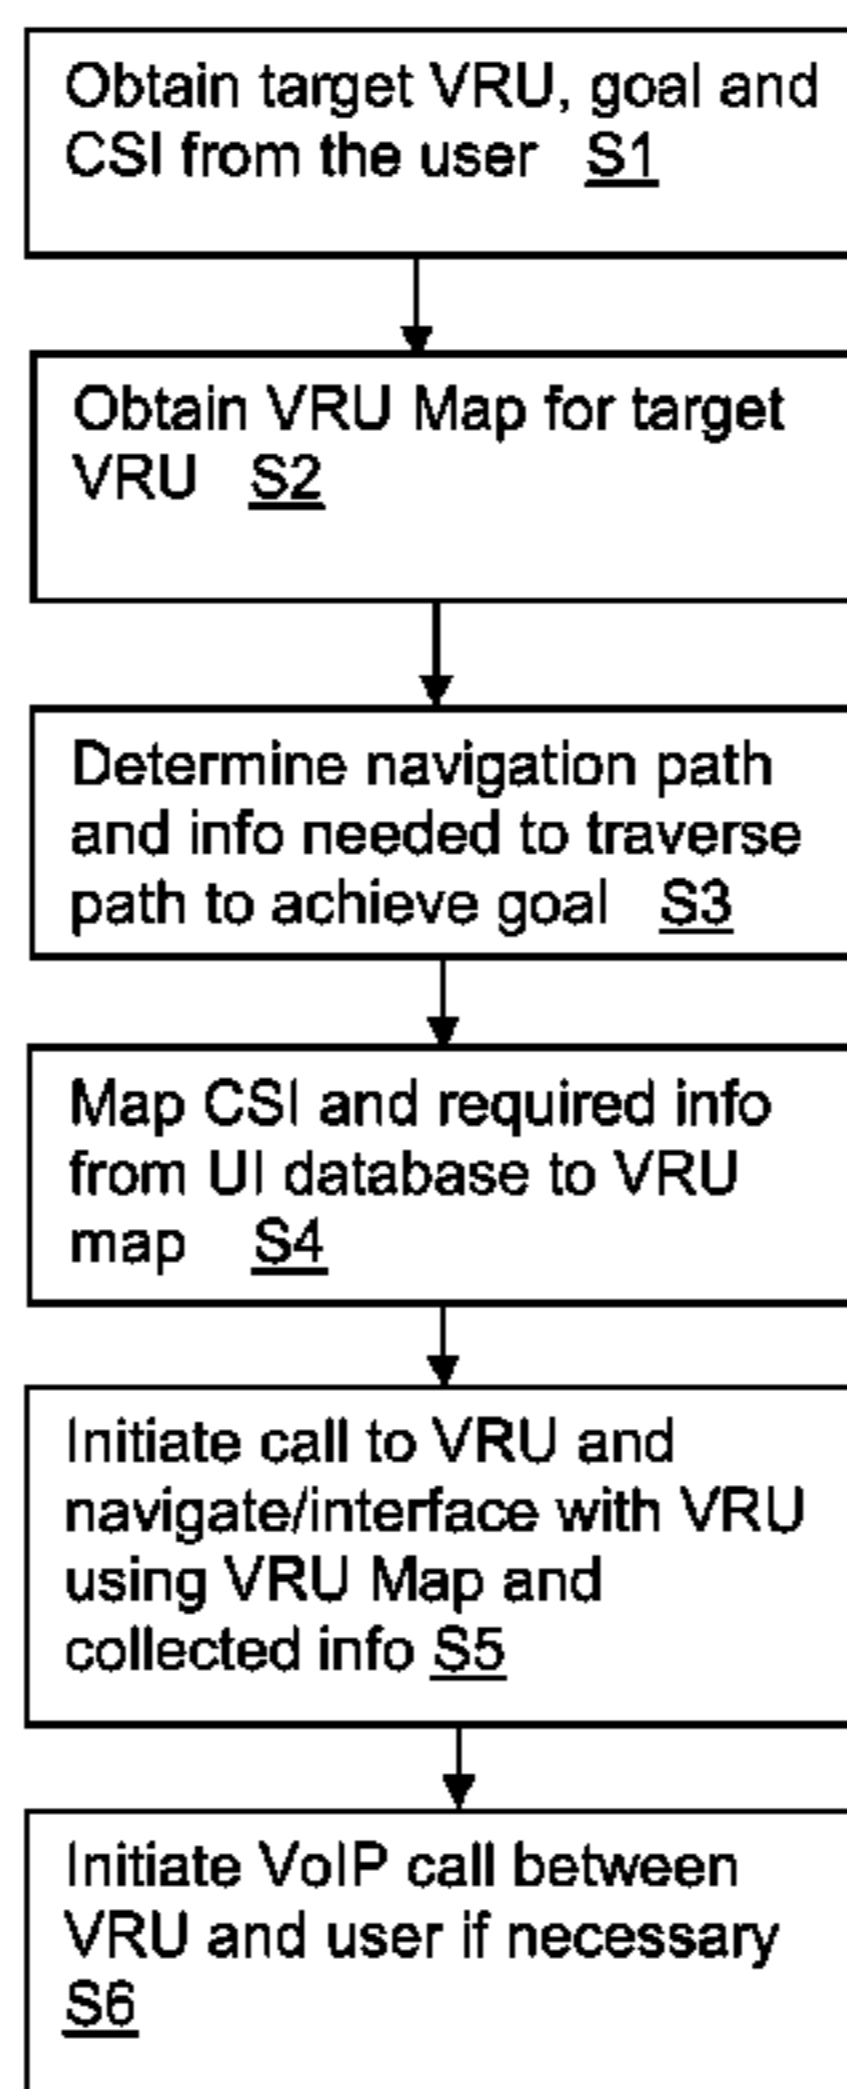 Obtain target VRU, goal and
CSI from the user S1
Obtain VRU Map for target
VRU S2
Determine navigation path
and info needed to traverse
path to achieve goal S3
Map CSI and required info
from UI database to VRU
map S4
Initiate call to VRU and
navigate/interface with VRU
using VRU Map and
collected info S5
Initiate VoIP call between
VRU and user if necessary
S6